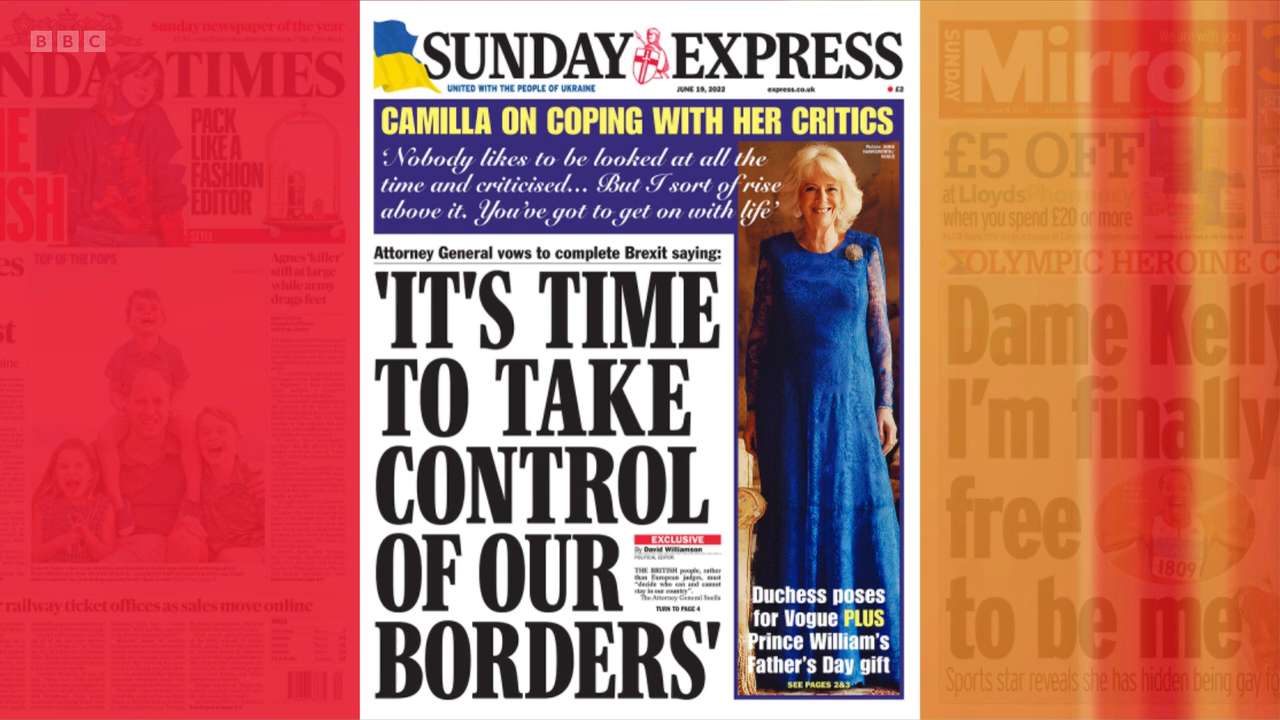 BBC
Sunday newspaper of the year
NDA TIMES
PACK
LIKE A
FASHION
EDITOR
STYLE
TOP OF THE POPS
Agnes 'killer'
still at large
while army
drags feet
railway ticket offices as sales move online
SUNDAY EXPRESS
UNITED WITH THE PEOPLE OF UKRAINE
JUNE 19, 2022
express.co.uk
£2
CAMILLA ON COPING WITH HER CRITICS
'Nobody likes to be looked at all the
time and criticised... But I sort of rise
above it. You've got to get on with life'
Attorney General vows to complete Brexit saying:
'IT'S TIME
TO TAKE
CONTROL
OF OUR
BORDERS'
EXCLUSIVE
By David Williamson
POLITICAL EDITOR
THE BRITISH people, rather
than European judges, must
"decide who can and cannot
stay in our country".
The Attorney General Suella
TURN TO PAGE 4
Duchess poses
for Vogue PLUS
Prince William's
Father's Day gift
SEE PAGES 2&3
SUNDAY
Mirror
£5 OFF
at LloydsPharmacy
when you spend £20 or more
OLYMPIC HEROINE
Dame Kelly
I'm finally
free
to be me
1809
Sports star reveals she has hidden being gay